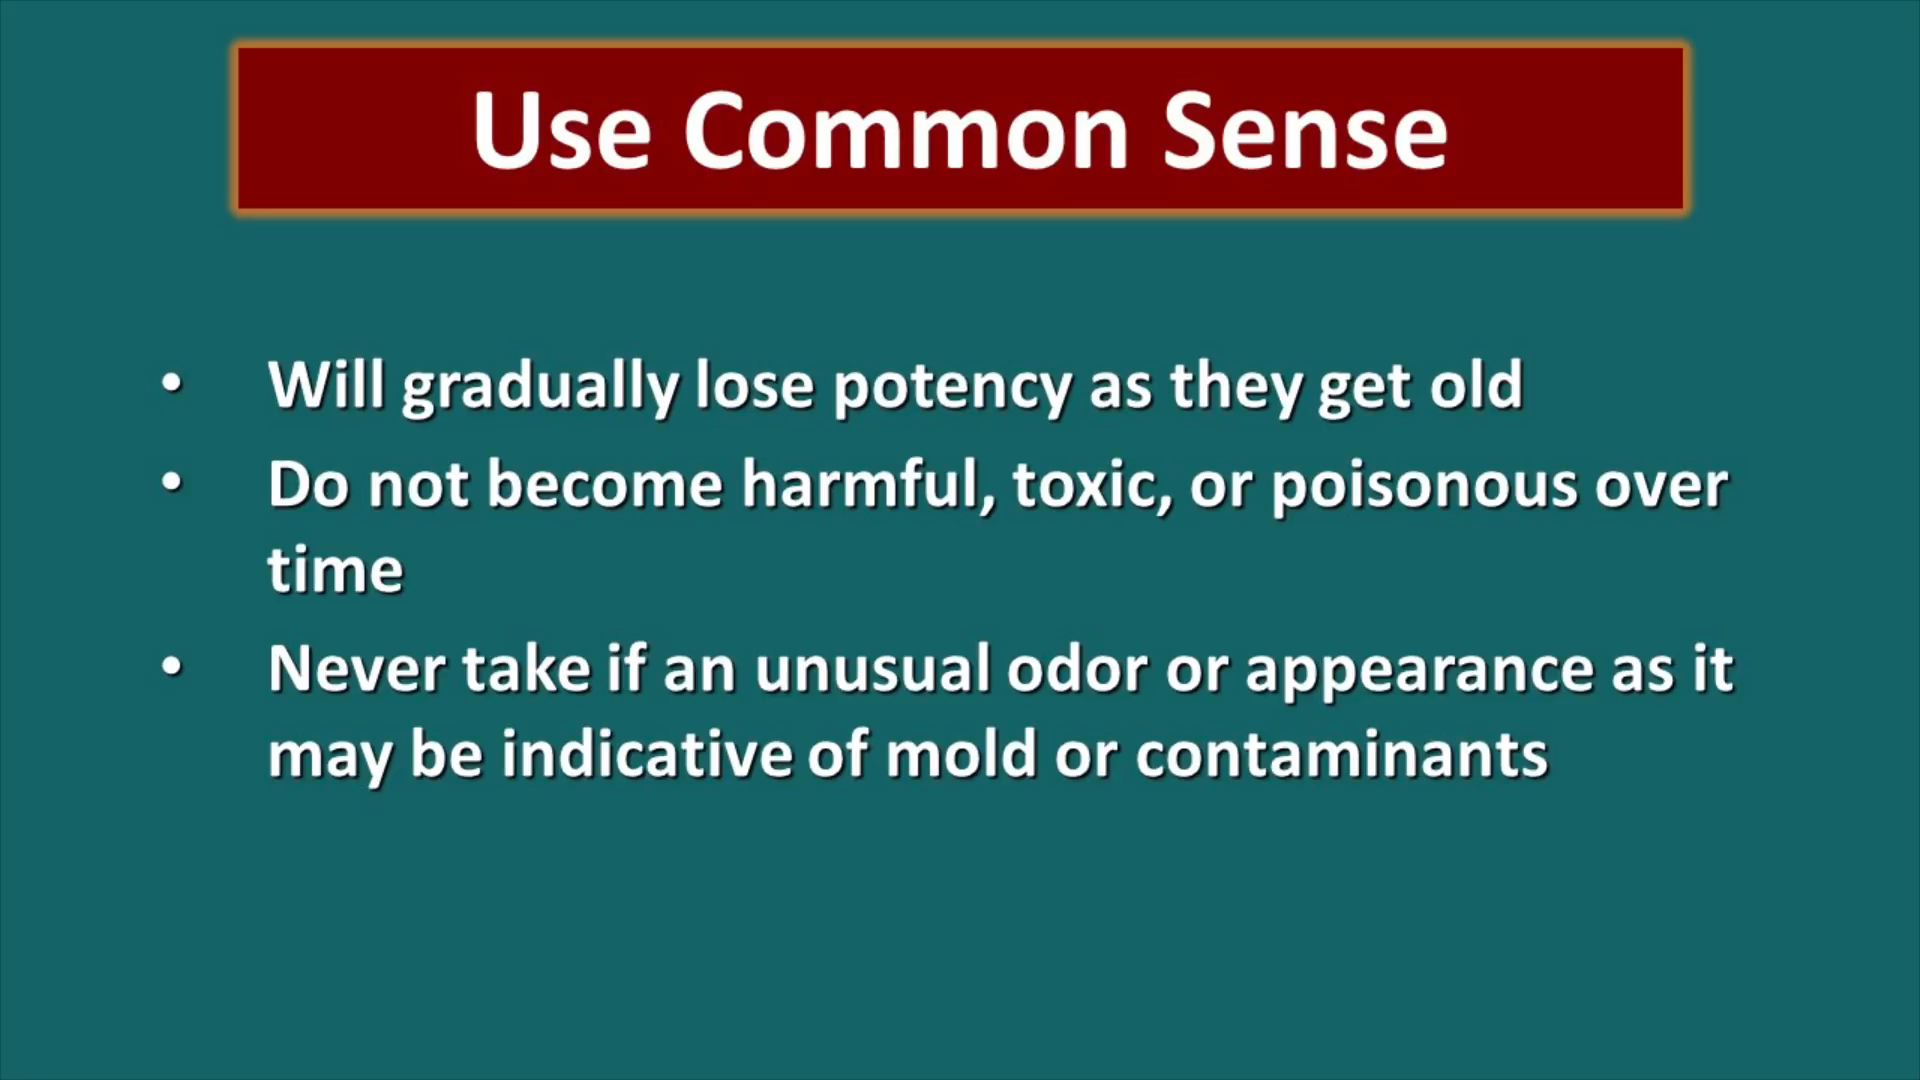 Use Common Sense
• Will gradually lose potency as they get old
• Do not become harmful, toxic, or poisonous over
time
• Never take if an unusual odor or appearance as it
may be indicative of mold or contaminants